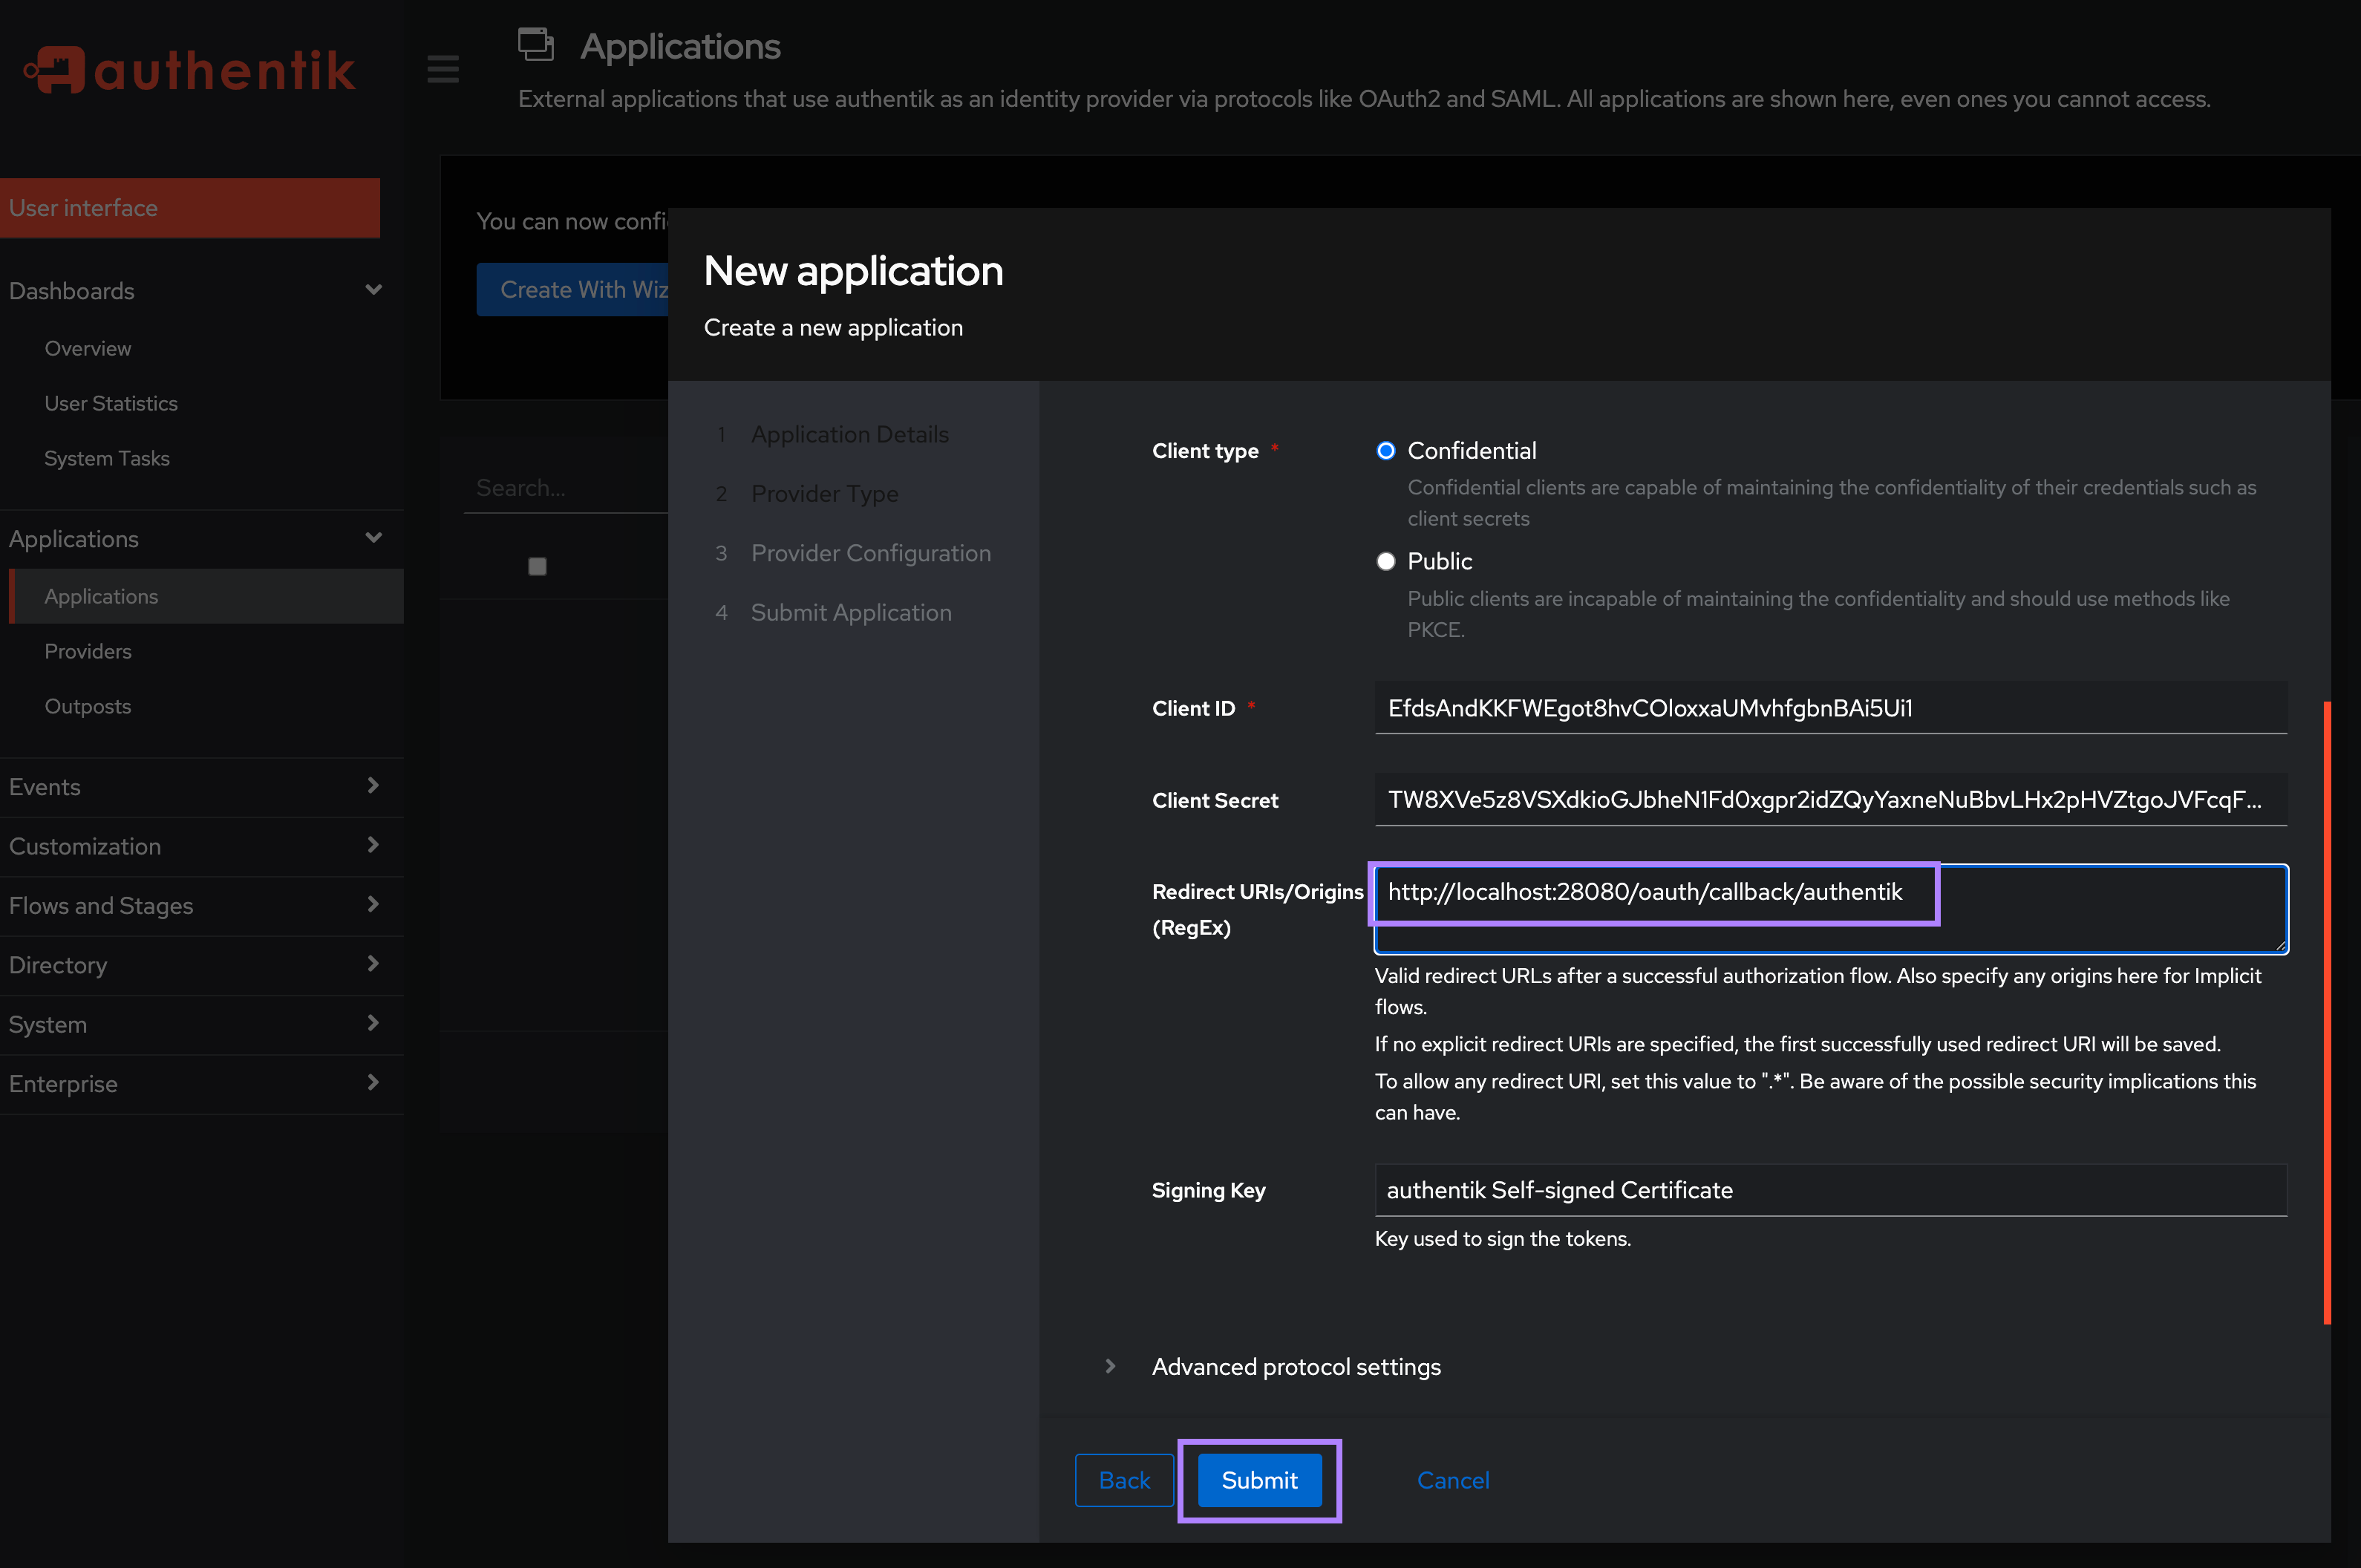 authentik
Applications
External applications that use authentik as an identity provider via protocols like OAuth2 and SAML. All applications are shown here, even ones you cannot access.
User interface
Dashboards
Overview
User Statistics
System Tasks
Applications
Applications
Providers
Outposts
Events
Customization
Flows and Stages
Directory
System
Enterprise
You can now confi
Create With Wiz
Search...
New application
Create a new application
1 Application Details
2 Provider Type
3 Provider Configuration
4 Submit Application
Client type *
Confidential
Confidential clients are capable of maintaining the confidentiality of their credentials such as
client secrets
Public
Public clients are incapable of maintaining the confidentiality and should use methods like
PKCE.
Client ID *
EfdsAndKKFWEgot8hvCOloxxaUMvhfgbnBAi5Ui1
Client Secret
TW8XVe5z8VSXdkioGJbheN1Fd0xgpr2idZQyYaxneNuBbvLHx2pHVZtgoJVFcqF...
Redirect URIs/Origins
(RegEx)
http://localhost:28080/oauth/callback/authentik
Valid redirect URLs after a successful authorization flow. Also specify any origins here for Implicit
flows.
If no explicit redirect URIs are specified, the first successfully used redirect URI will be saved.
To allow any redirect URI, set this value to ".*". Be aware of the possible security implications this
can have.
Signing Key
authentik Self-signed Certificate
Key used to sign the tokens.
Advanced protocol settings
Back
Submit
Cancel